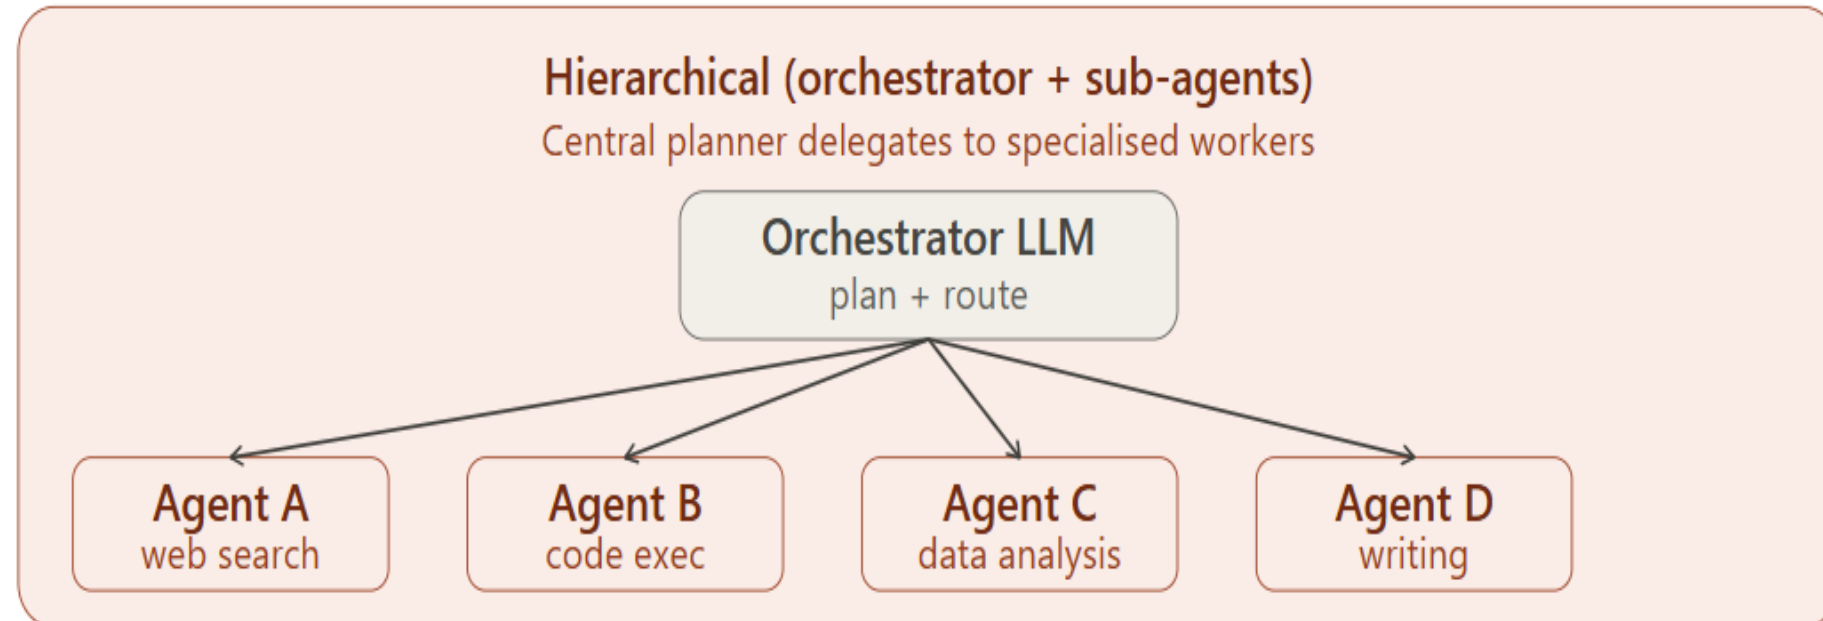 Hierarchical (orchestrator + sub-agents)
Central planner delegates to specialised workers
Orchestrator LLM
plan + route
Agent A
web search
Agent B
code exec
Agent C
data analysis
Agent D
writing